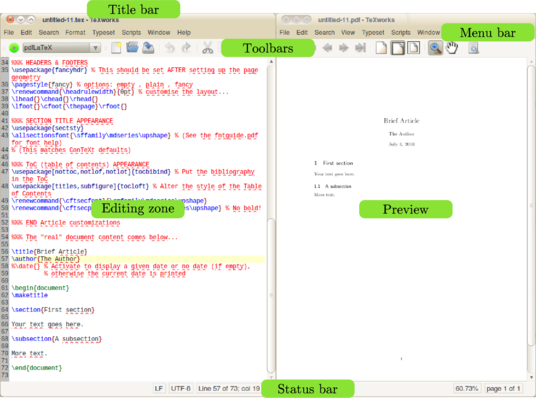 Title bar
untitled-11.tex - TeXworks
untitled-11.pdf - TeXworks
Menu bar
File Edit Search Format Typeset Scripts Window Help
File Edit Search View Typeset Scripts Window
pdfLaTeX
Toolbars
34 %%% HEADERS & FOOTERS
35 \usepackage{fancyhdr} % This should be set AFTER setting up the page
geometry
36 \pagestyle{fancy} % options: empty , plain , fancy
37 \renewcommand{\headrulewidth}{0pt} % customise the layout...
38 \lhead{}\chead{}\rhead{}
39 \lfoot{}\cfoot{\thepage}\rfoot{}
40
41 %%% SECTION TITLE APPEARANCE
42 \usepackage{sectsty}
43 \allsectionsfont{\sffamily\mdseries\upshape} % (See the fntguide.pdf
for font help)
44 % (This matches ConTeXt defaults)
45
46 %%% ToC (table of contents) APPEARANCE
47 \usepackage[nottoc,notlof,notlot]{tocbibind} % Put the bibliography
in the ToC
48 \usepackage[titles,subfigure]{tocloft} % Alter the style of the Table
of Contents
49 \renewcommand{\cftsecfont}{\rmfamily\mdseries\upshape}
50 \renewcommand{\cftsecp
es\upshape} % No bold!
Editing zone
51
52 %%% END Article customizations
53
54 %%% The "real" document content comes below...
55
56 \title{Brief Article}
57 \author{The Author}
58 %\date{} % Activate to display a given date or no date (if empty),
59 % otherwise the current date is printed
60
61 \begin{document}
62 \maketitle
63
64 \section{First section}
65
66 Your text goes here.
67
68 \subsection{A subsection}
69
70 More text.
71
72 \end{document}
73
Brief Article
The Author
July 4, 2010
1 First section
Your text goes here.
1.1 A subsection
More text.
Preview
1
LF UTF-8 Line 57 of 73; col 19
Status bar
60.73% page 1 of 1